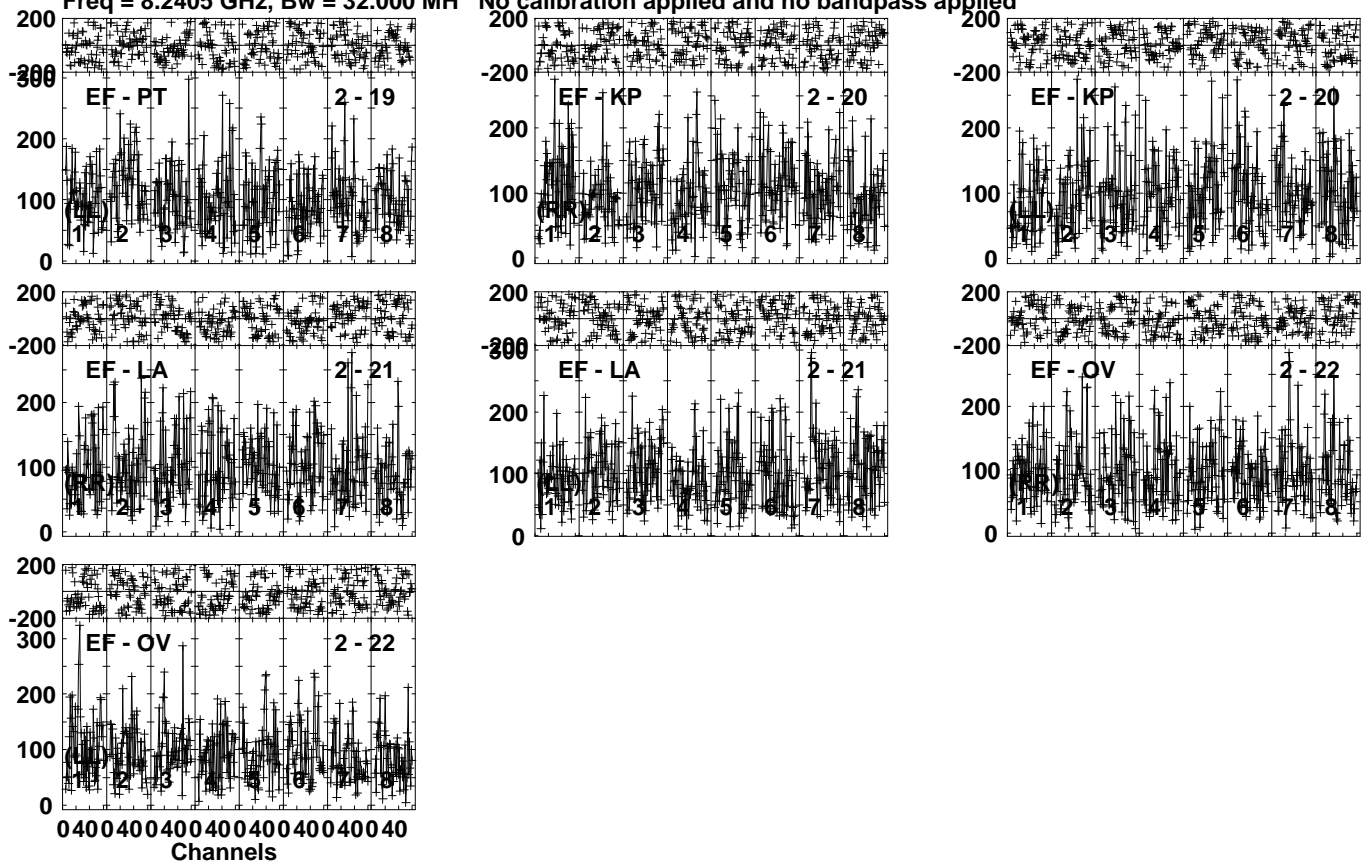 Freq = 8.2405 GHz, Bw = 32.000 MH No calibration applied and no bandpass applied
200 200 200
-200 -200 -200
300
EF - PT 2 - 19 EF - KP 2 - 20 EF - KP 2 - 20
200 200 200
100 100 100
(LL) (RR) (LL)
1 2 3 4 5 6 7 8 1 2 3 4 5 6 7 8 1 2 3 4 5 6 7 8
0 0 0
200 200 200
-200 -200 -200
300
EF - LA 2 - 21 EF - LA 2 - 21 EF - OV 2 - 22
200 200 200
100 100 100
(RR) (LL) (RR)
1 2 3 4 5 6 7 8 1 2 3 4 5 6 7 8 1 2 3 4 5 6 7 8
0 0 0
200
-200
300
EF - OV 2 - 22
200
100
(LL)
1 2 3 4 5 6 7 8
0
0 40 0 40 0 40 0 40 0 40 0 40 0 40 0 40
Channels